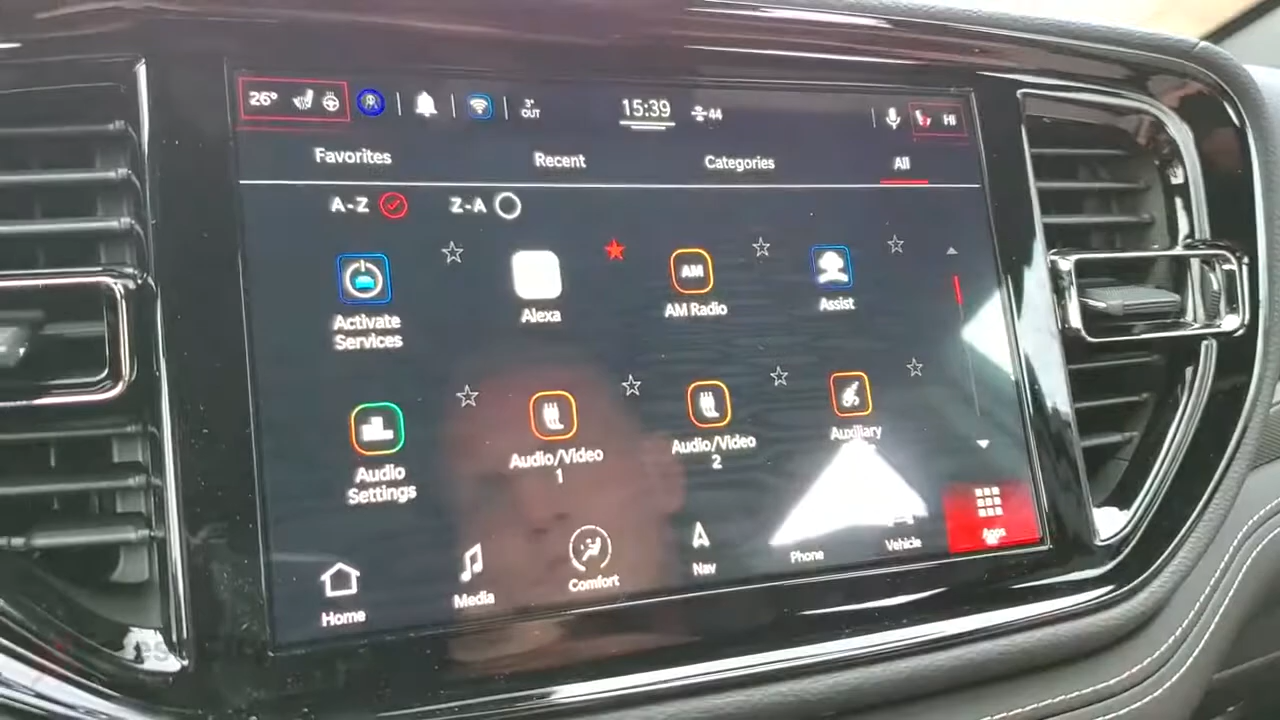 26° 3° OUT 15:39 44 HI
Favorites Recent Categories All
A-Z Z-A
Activate Services
Alexa
AM Radio
AM
Assist
Audio Settings
Audio/Video 1
Audio/Video 2
Auxiliary
Home
Media
Comfort
Nav
Phone
Vehicle
Apps